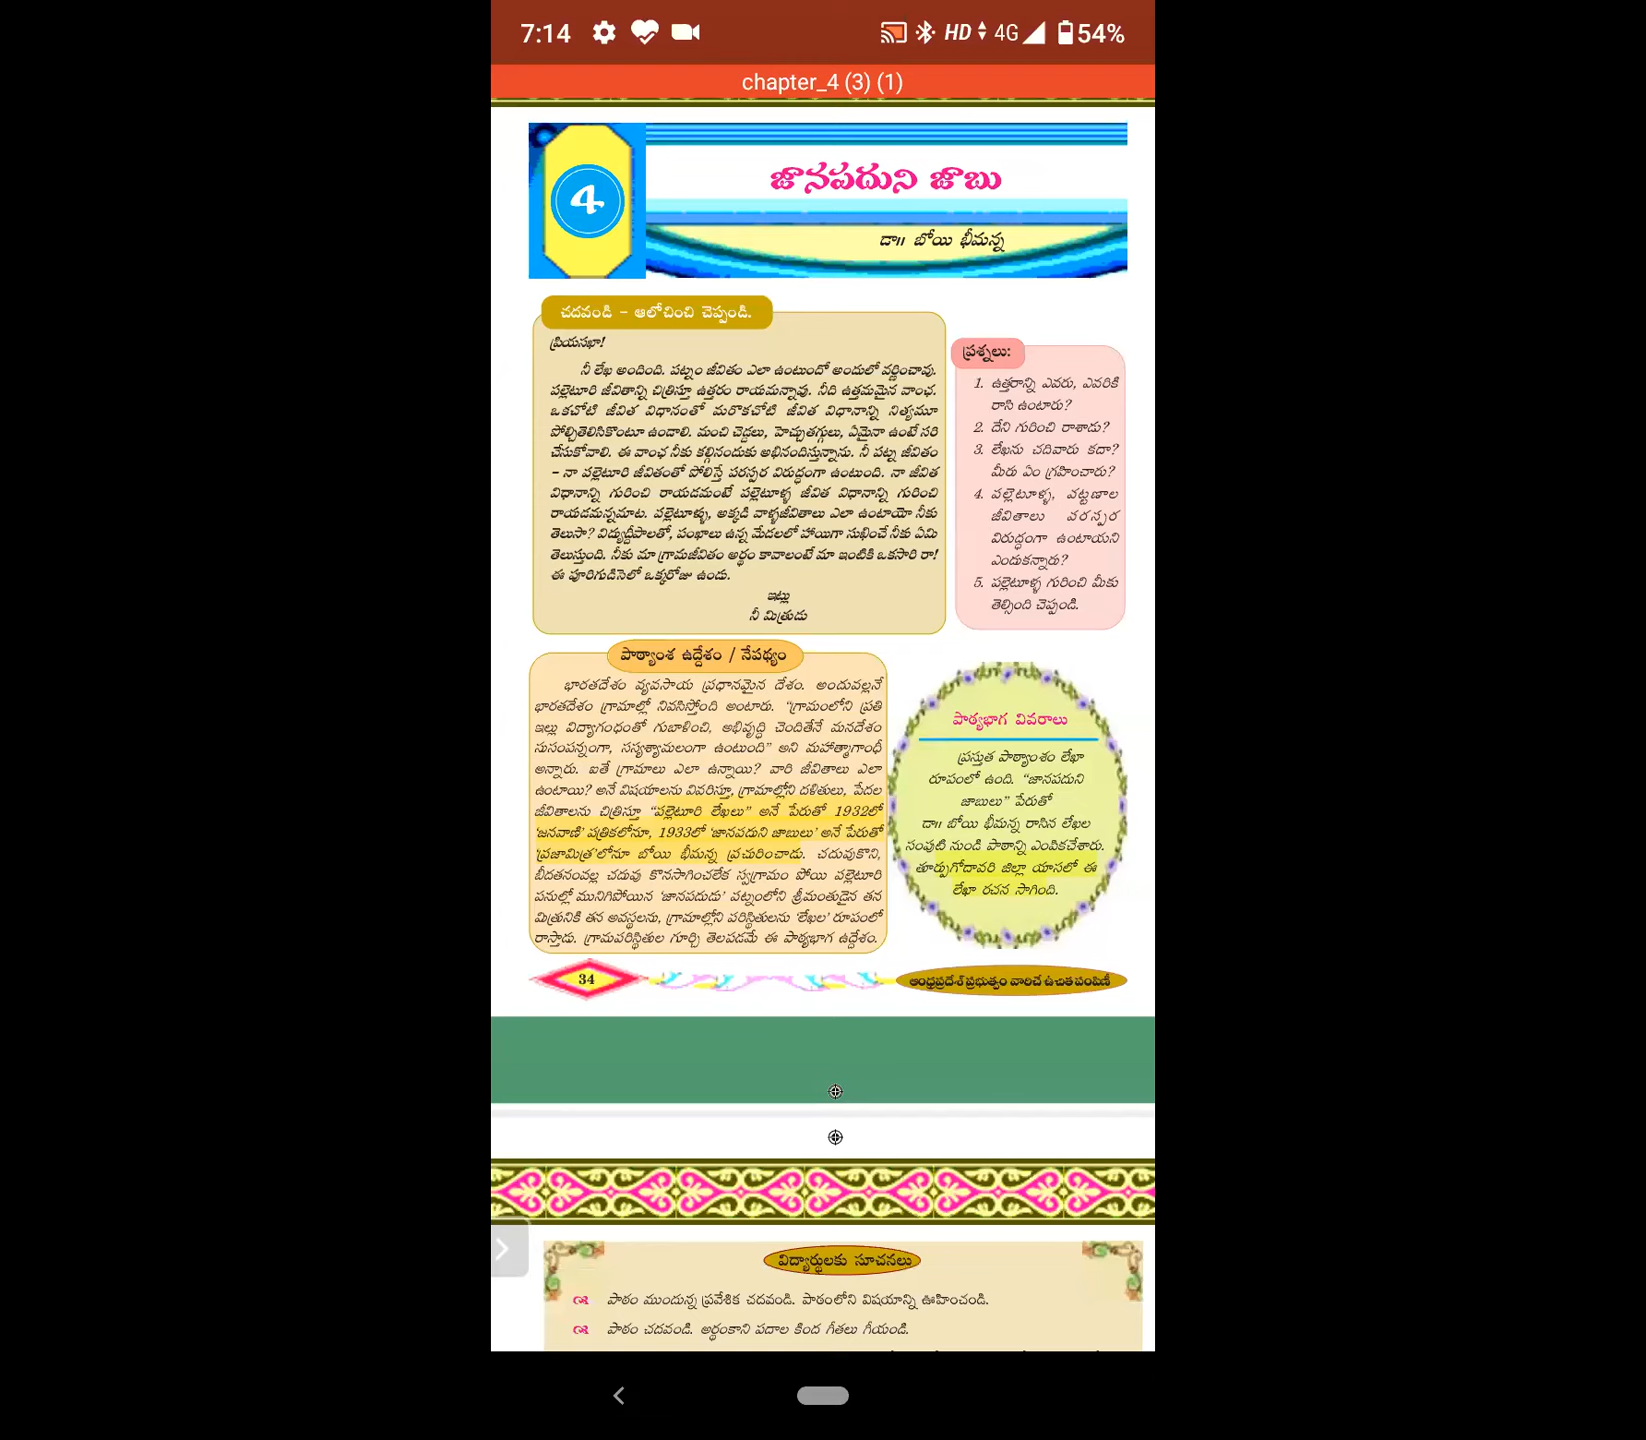 7:14
HD 4G 54%
chapter_4 (3) (1)
4
జానపదుని జాబు
డా౹౹ బోయి భీమన్న
చదవండి - ఆలోచించి చెప్పండి.
ప్రియసఖా!
నీ లేఖ అందింది. పట్నం జీవితం ఎలా ఉంటుందో అందులో వర్ణించావు.
పల్లెటూరి జీవితాన్ని చిత్రిస్తూ ఉత్తరం రాయమన్నావు. నీది ఉత్తమమైన వాంఛ.
ఒకచోటి జీవిత విధానంతో మరొకచోటి జీవిత విధానాన్ని నిత్యమూ
పోల్చితెలిసికొంటూ ఉండాలి. మంచి చెడ్డలు, హెచ్చుతగ్గులు, ఏమైనా ఉంటే సరి
చేసుకోవాలి. ఈ వాంఛ నీకు కల్గినందుకు అభినందిస్తున్నాను. నీ పట్న జీవితం
- నా పల్లెటూరి జీవితంతో పోలిస్తే పరస్పర విరుద్ధంగా ఉంటుంది. నా జీవిత
విధానాన్ని గురించి రాయడమంటే పల్లెటూళ్ళ జీవిత విధానాన్ని గురించి
రాయడమన్నమాట. పల్లెటూళ్ళు, అక్కడి వాళ్ళజీవితాలు ఎలా ఉంటాయో నీకు
తెలుసా? విద్యుద్దీపాలతో, పంఖాలు ఉన్న మేడలలో హాయిగా సుఖించే నీకు ఏమి
తెలుస్తుంది. నీకు మా గ్రామజీవితం అర్థం కావాలంటే మా ఇంటికి ఒకసారి రా!
ఈ పూరిగుడిసెలో ఒక్కరోజు ఉండు.
ఇట్లు
నీ మిత్రుడు
ప్రశ్నలు:
1. ఉత్తరాన్ని ఎవరు, ఎవరికి
రాసి ఉంటారు?
2. దేని గురించి రాశాడు?
3. లేఖను చదివారు కదా?
మీరు ఏం గ్రహించారు?
4. పల్లెటూళ్ళ, పట్టణాల
జీవితాలు పరస్పర
విరుద్ధంగా ఉంటాయని
ఎందుకన్నారు?
5. పల్లెటూళ్ళ గురించి మీకు
తెల్సింది చెప్పండి.
పాఠ్యాంశ ఉద్దేశం / నేపథ్యం
భారతదేశం వ్యవసాయ ప్రధానమైన దేశం. అందువల్లనే
భారతదేశం గ్రామాల్లో నివసిస్తోంది అంటారు. “గ్రామంలోని ప్రతి
ఇల్లు విద్యాగంధంతో గుబాళించి, అభివృద్ధి చెందితేనే మనదేశం
సుసంపన్నంగా, సస్యశ్యామలంగా ఉంటుంది” అని మహాత్మాగాంధీ
అన్నారు. ఐతే గ్రామాలు ఎలా ఉన్నాయి? వారి జీవితాలు ఎలా
ఉంటాయి? అనే విషయాలను వివరిస్తూ, గ్రామాల్లోని దళితులు, పేదల
జీవితాలను చిత్రిస్తూ “పల్లెటూరి లేఖలు” అనే పేరుతో 1932లో
‘జనవాణి’ పత్రికలోనూ, 1933లో ‘జానపదుని జాబులు’ అనే పేరుతో
‘ప్రజామిత్ర’లోనూ బోయి భీమన్న ప్రచురించాడు. చదువుకొని,
బీదతనంవల్ల చదువు కొనసాగించలేక స్వగ్రామం పోయి పల్లెటూరి
పనుల్లో మునిగిపోయిన ‘జానపదుడు’ పట్నంలోని శ్రీమంతుడైన తన
మిత్రునికి తన అవస్థలను, గ్రామాల్లోని పరిస్థితులను ‘లేఖల’ రూపంలో
రాస్తాడు. గ్రామపరిస్థితుల గూర్చి తెలపడమే ఈ పాఠ్యభాగ ఉద్దేశం.
పాఠ్యభాగ వివరాలు
ప్రస్తుత పాఠ్యాంశం లేఖా
రూపంలో ఉంది. “జానపదుని
జాబులు” పేరుతో
డా౹౹ బోయి భీమన్న రాసిన లేఖల
సంపుటి నుండి పాఠాన్ని ఎంపికచేశారు.
తూర్పుగోదావరి జిల్లా యాసలో ఈ
లేఖా రచన సాగింది.
34
ఆంధ్రప్రదేశ్ ప్రభుత్వం వారిచే ఉచిత పంపిణీ
విద్యార్థులకు సూచనలు
పాఠం ముందున్న ప్రవేశిక చదవండి. పాఠంలోని విషయాన్ని ఊహించండి.
పాఠం చదవండి. అర్థంకాని పదాల కింద గీతలు గీయండి.